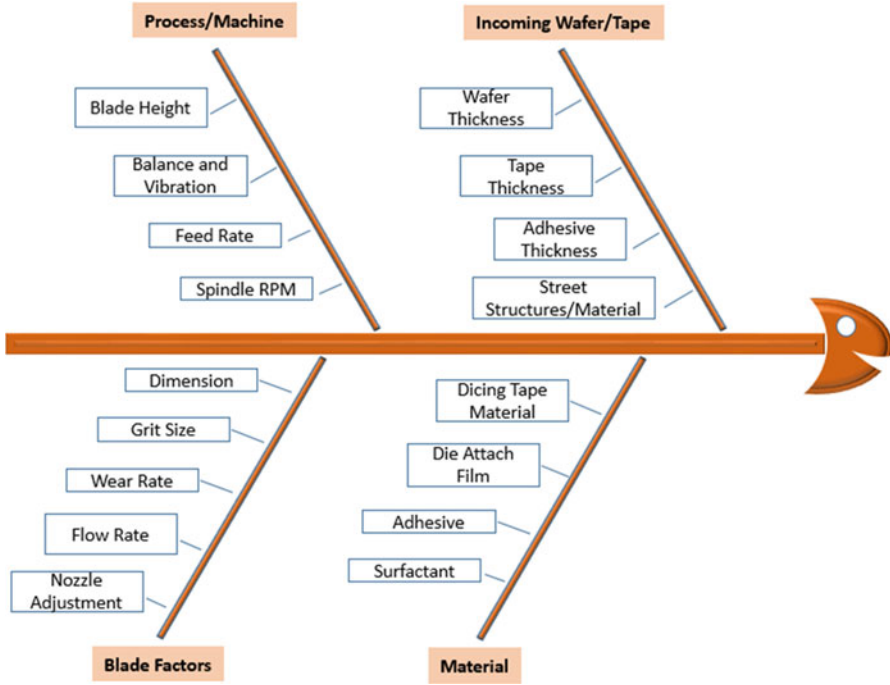 Process/Machine
Blade Height
Balance and
Vibration
Feed Rate
Spindle RPM
Incoming Wafer/Tape
Wafer
Thickness
Tape
Thickness
Adhesive
Thickness
Street
Structures/Material
Dimension
Grit Size
Wear Rate
Flow Rate
Nozzle
Adjustment
Blade Factors
Dicing Tape
Material
Die Attach
Film
Adhesive
Surfactant
Material